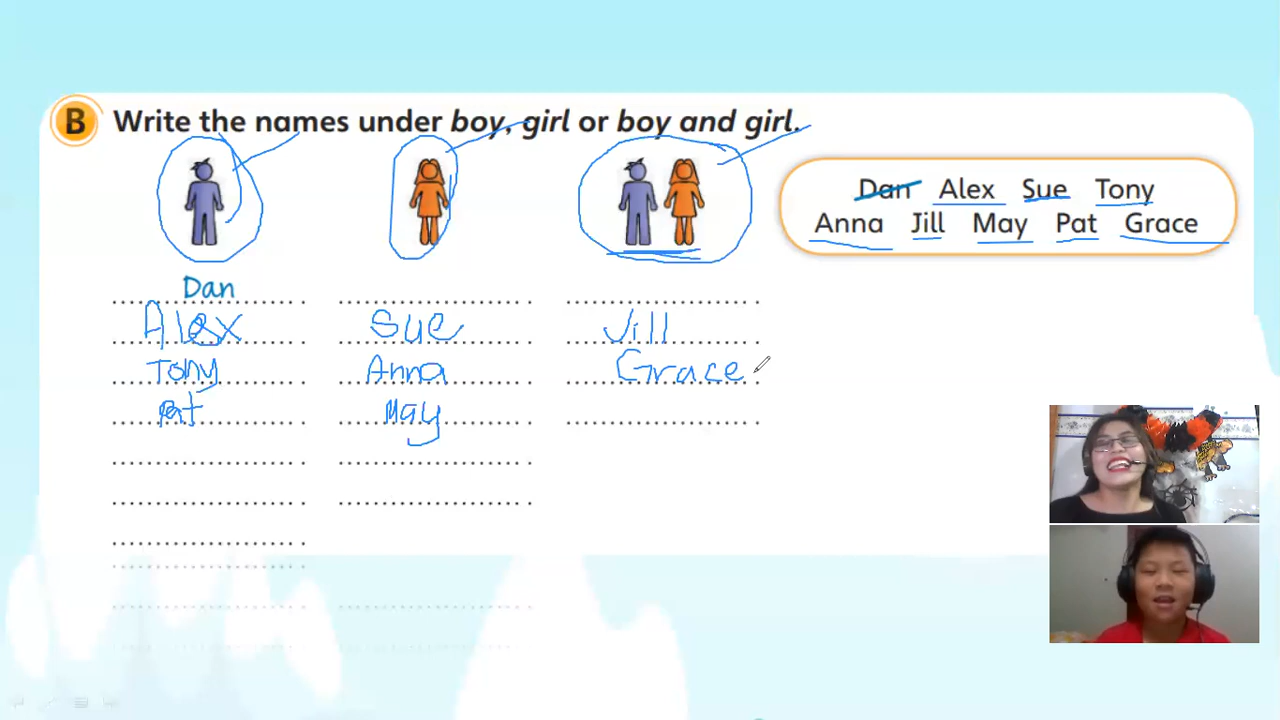 B Write the names under boy, girl or boy and girl.
Dan Alex Sue Tony
Anna Jill May Pat Grace
Dan
Alex Sue Jill
Tony Anna Grace
Pat May